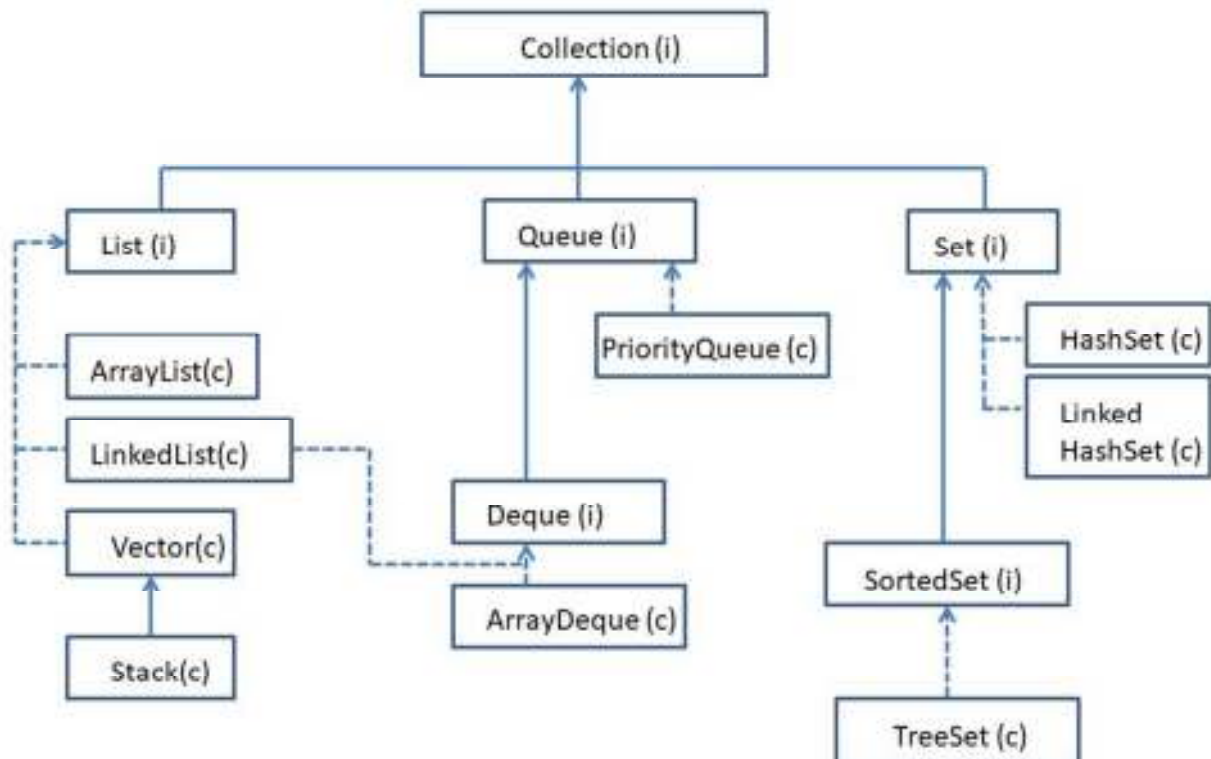 Collection (i)
List (i)
Queue (i)
Set (i)
PriorityQueue (c)
HashSet (c)
ArrayList(c)
Linked
HashSet (c)
LinkedList(c)
Deque (i)
Vector(c)
SortedSet (i)
ArrayDeque (c)
Stack(c)
TreeSet (c)